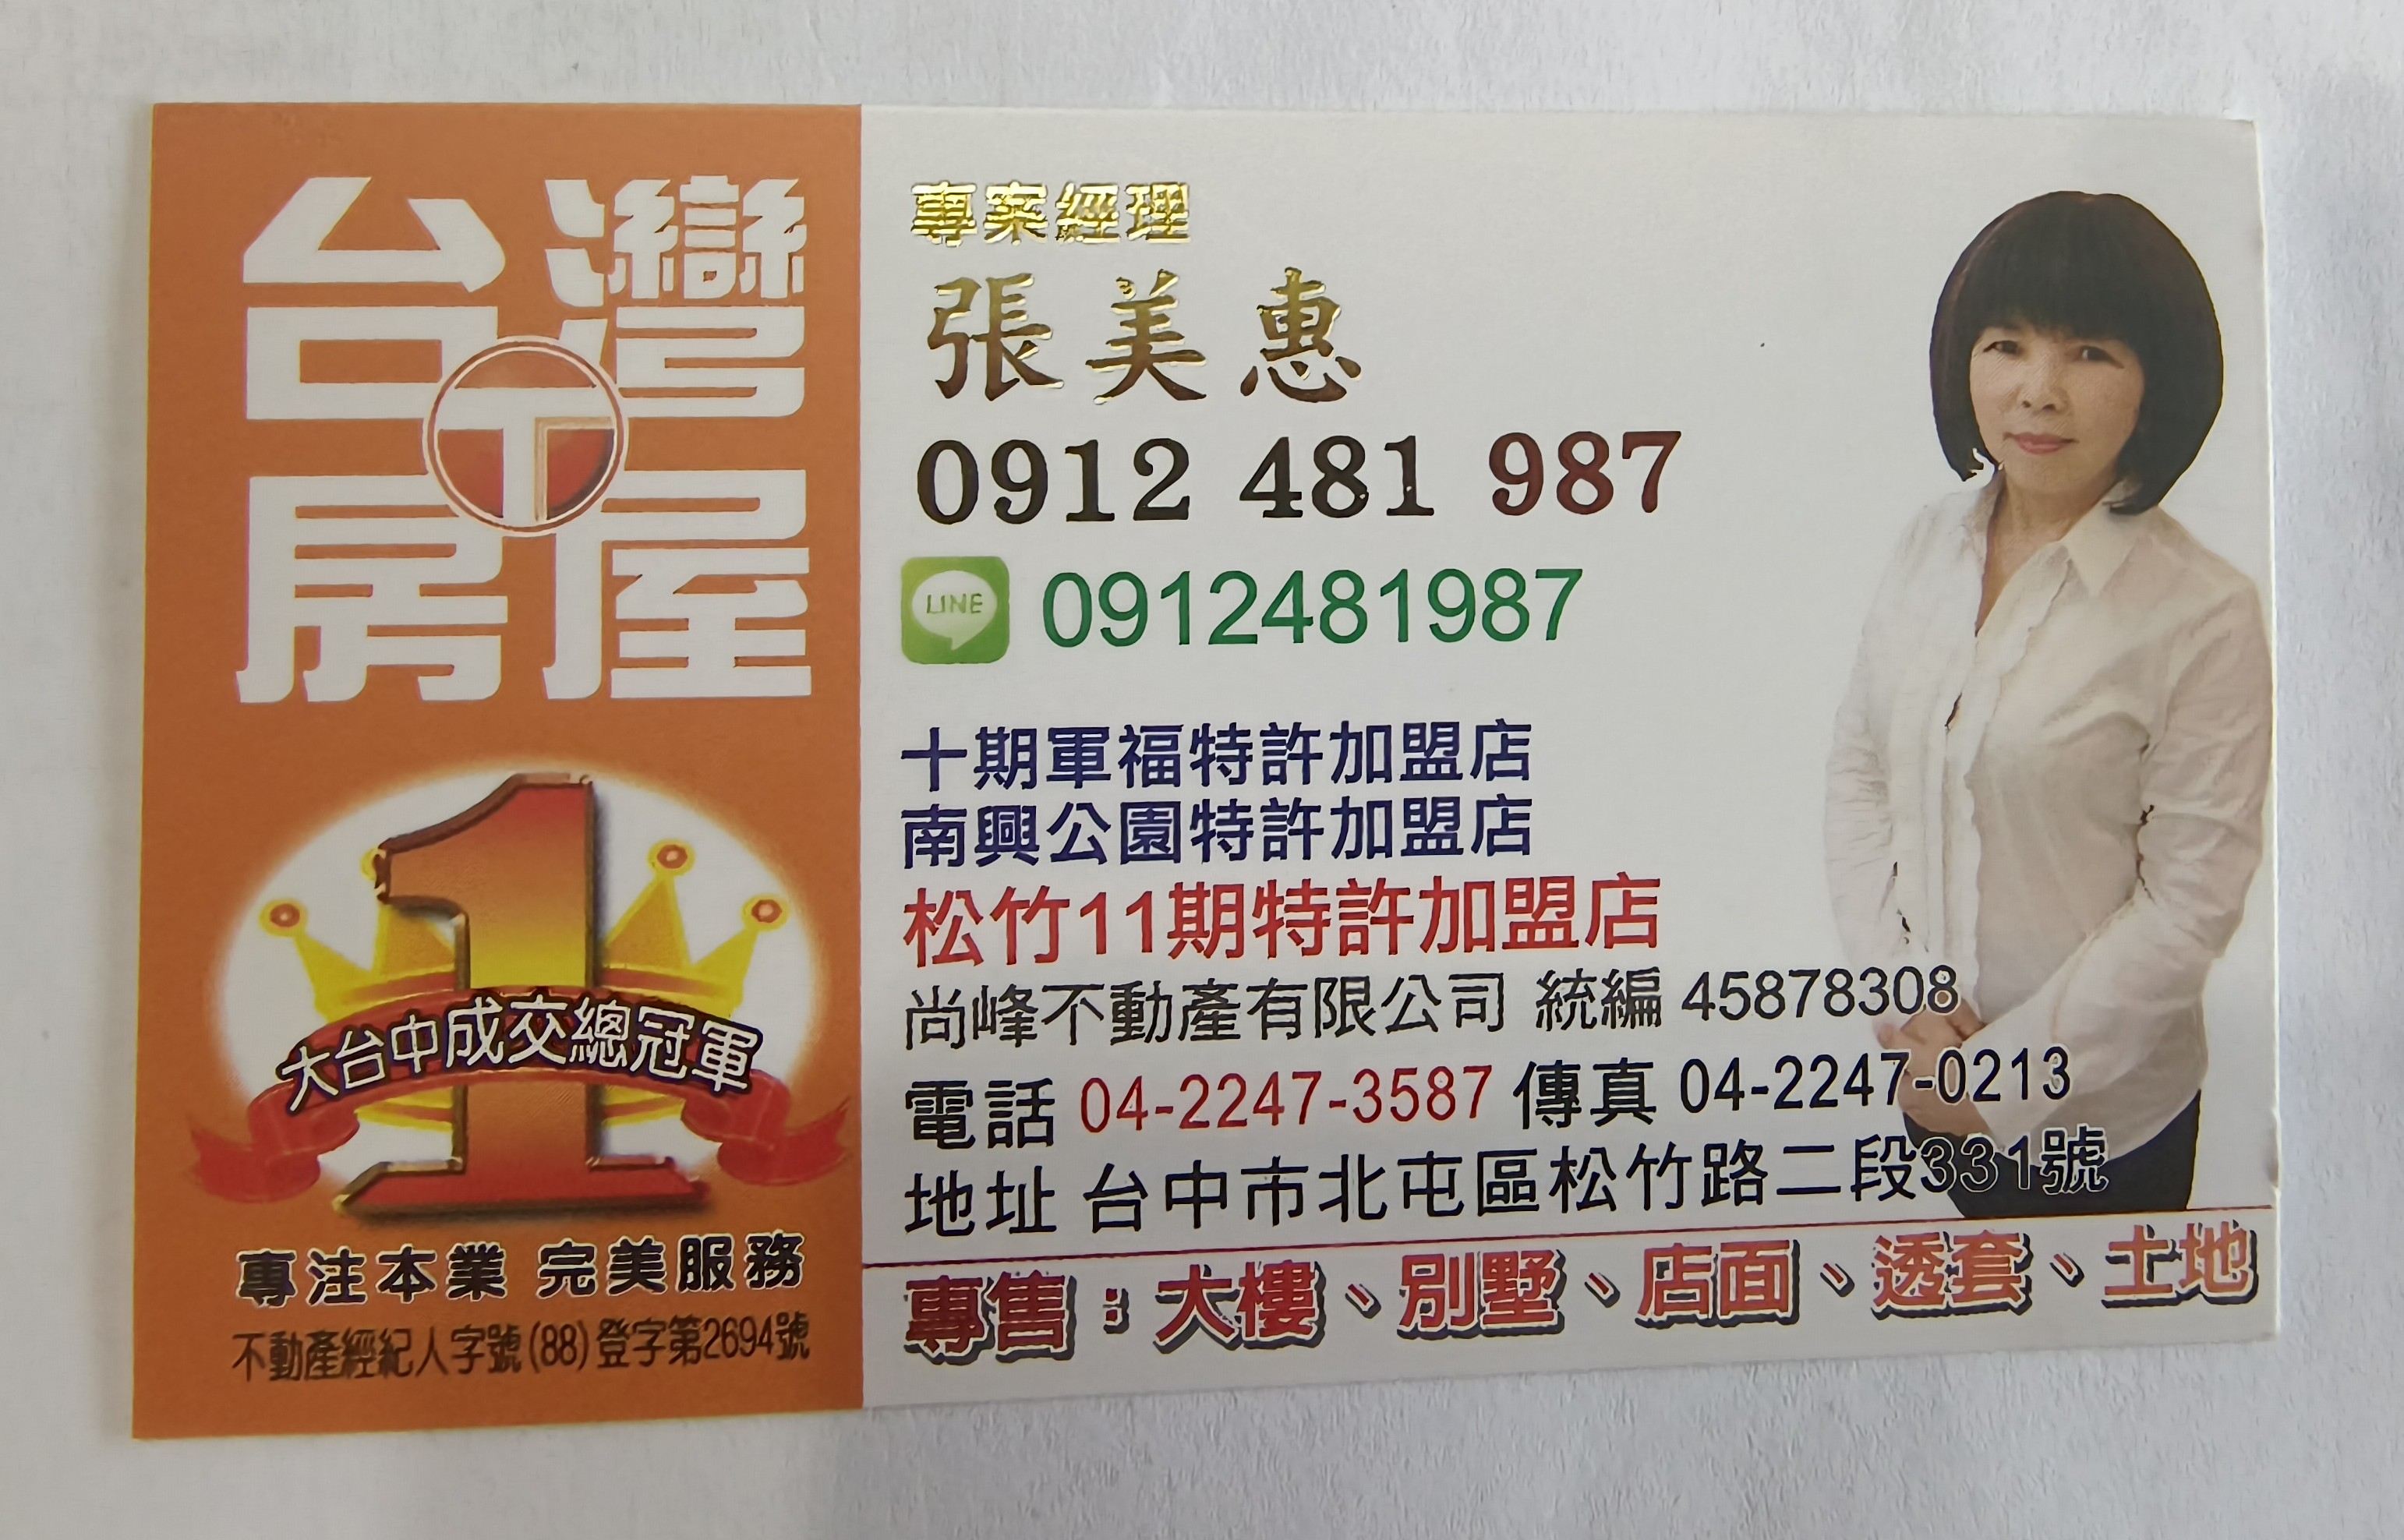 台灣
房屋
1
大台中成交總冠軍
專注本業 完美服務
不動產經紀人字號(88)登字第2694號
專案經理
張美惠
0912 481 987
LINE 0912481987
十期軍福特許加盟店
南興公園特許加盟店
松竹11期特許加盟店
尚峰不動產有限公司 統編 45878308
電話 04-2247-3587 傳真 04-2247-0213
地址 台中市北屯區松竹路二段331號
專售：大樓、別墅、店面、透套、土地